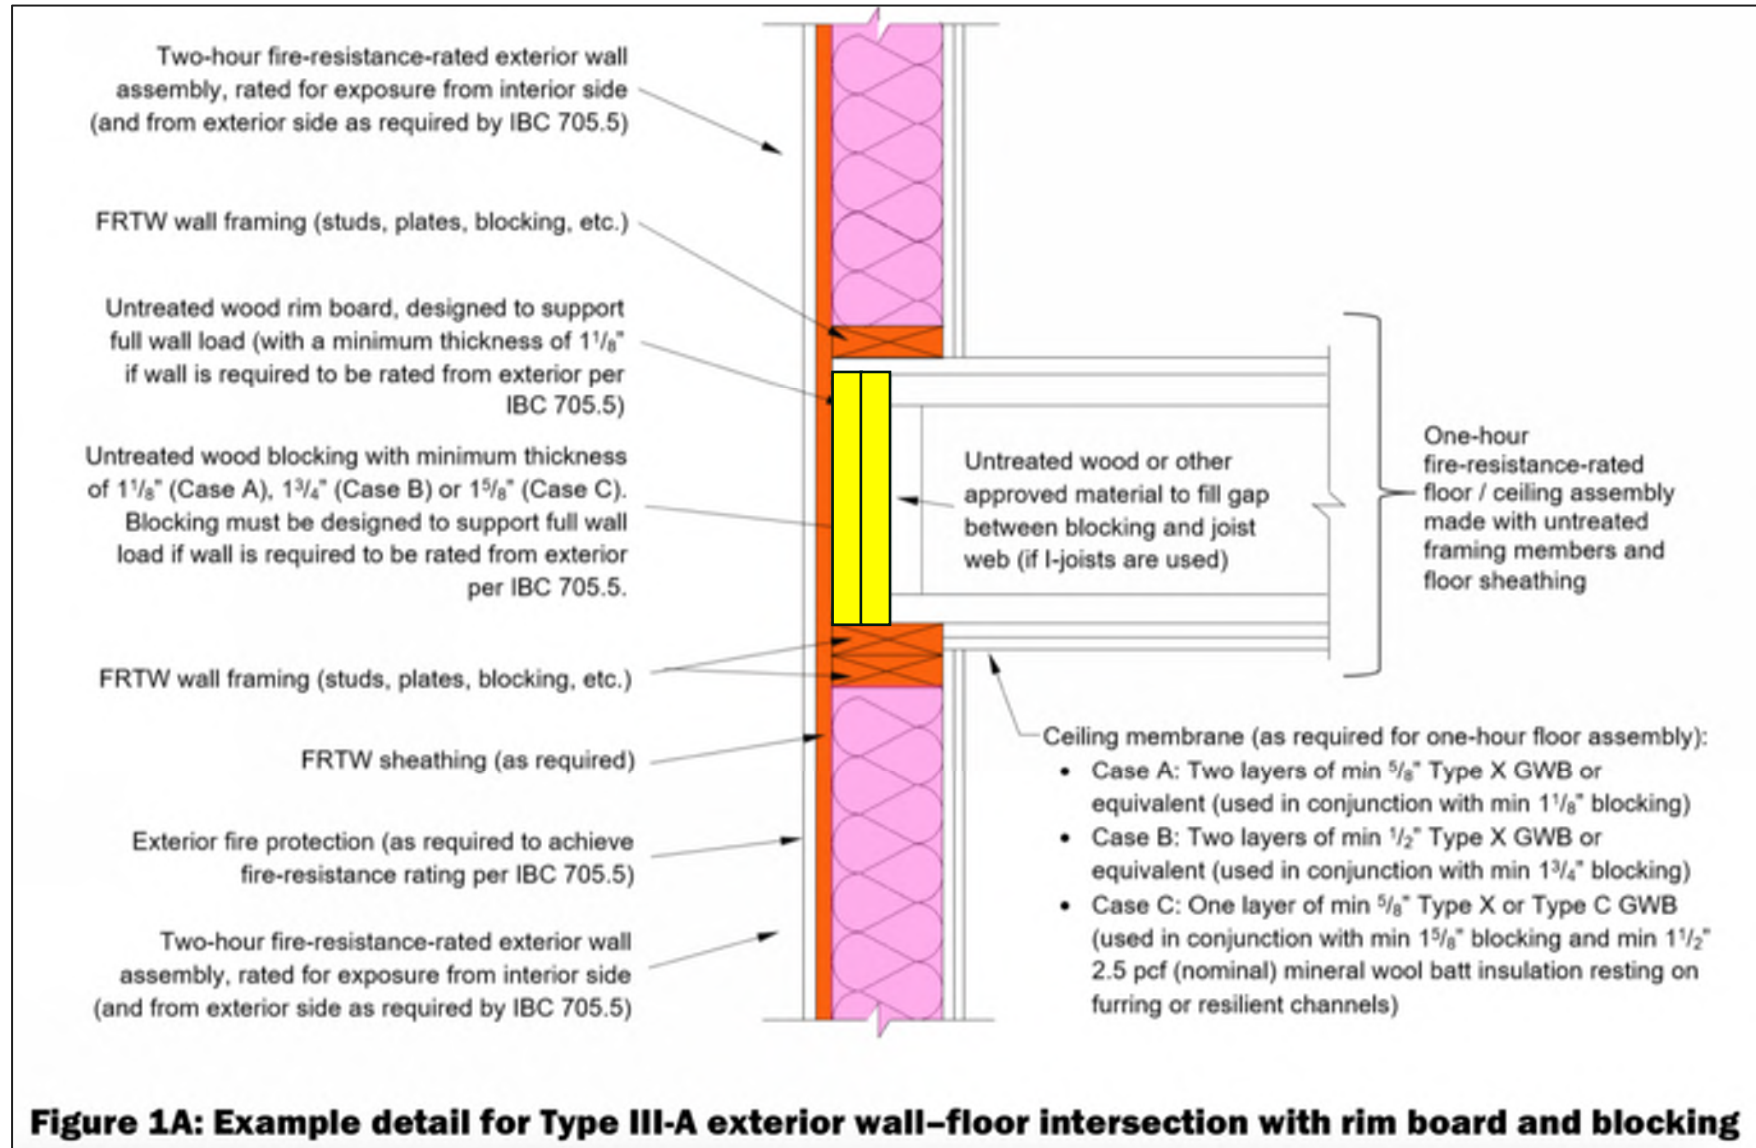 Two-hour fire-resistance-rated exterior wall
assembly, rated for exposure from interior side
(and from exterior side as required by IBC 705.5)
FRTW wall framing (studs, plates, blocking, etc.)
Untreated wood rim board, designed to support
full wall load (with a minimum thickness of 1¹/₈"
if wall is required to be rated from exterior per
IBC 705.5)
Untreated wood blocking with minimum thickness
of 1¹/₈" (Case A), 1³/₄" (Case B) or 1⁵/₈" (Case C).
Blocking must be designed to support full wall
load if wall is required to be rated from exterior
per IBC 705.5.
FRTW wall framing (studs, plates, blocking, etc.)
FRTW sheathing (as required)
Exterior fire protection (as required to achieve
fire-resistance rating per IBC 705.5)
Two-hour fire-resistance-rated exterior wall
assembly, rated for exposure from interior side
(and from exterior side as required by IBC 705.5)
Untreated wood or other
approved material to fill gap
between blocking and joist
web (if I-joists are used)
One-hour
fire-resistance-rated
floor / ceiling assembly
made with untreated
framing members and
floor sheathing
Ceiling membrane (as required for one-hour floor assembly):
• Case A: Two layers of min ⁵/₈" Type X GWB or
equivalent (used in conjunction with min 1¹/₈" blocking)
• Case B: Two layers of min ¹/₂" Type X GWB or
equivalent (used in conjunction with min 1³/₄" blocking)
• Case C: One layer of min ⁵/₈" Type X or Type C GWB
(used in conjunction with min 1⁵/₈" blocking and min 1¹/₂"
2.5 pcf (nominal) mineral wool batt insulation resting on
furring or resilient channels)
Figure 1A: Example detail for Type III-A exterior wall–floor intersection with rim board and blocking